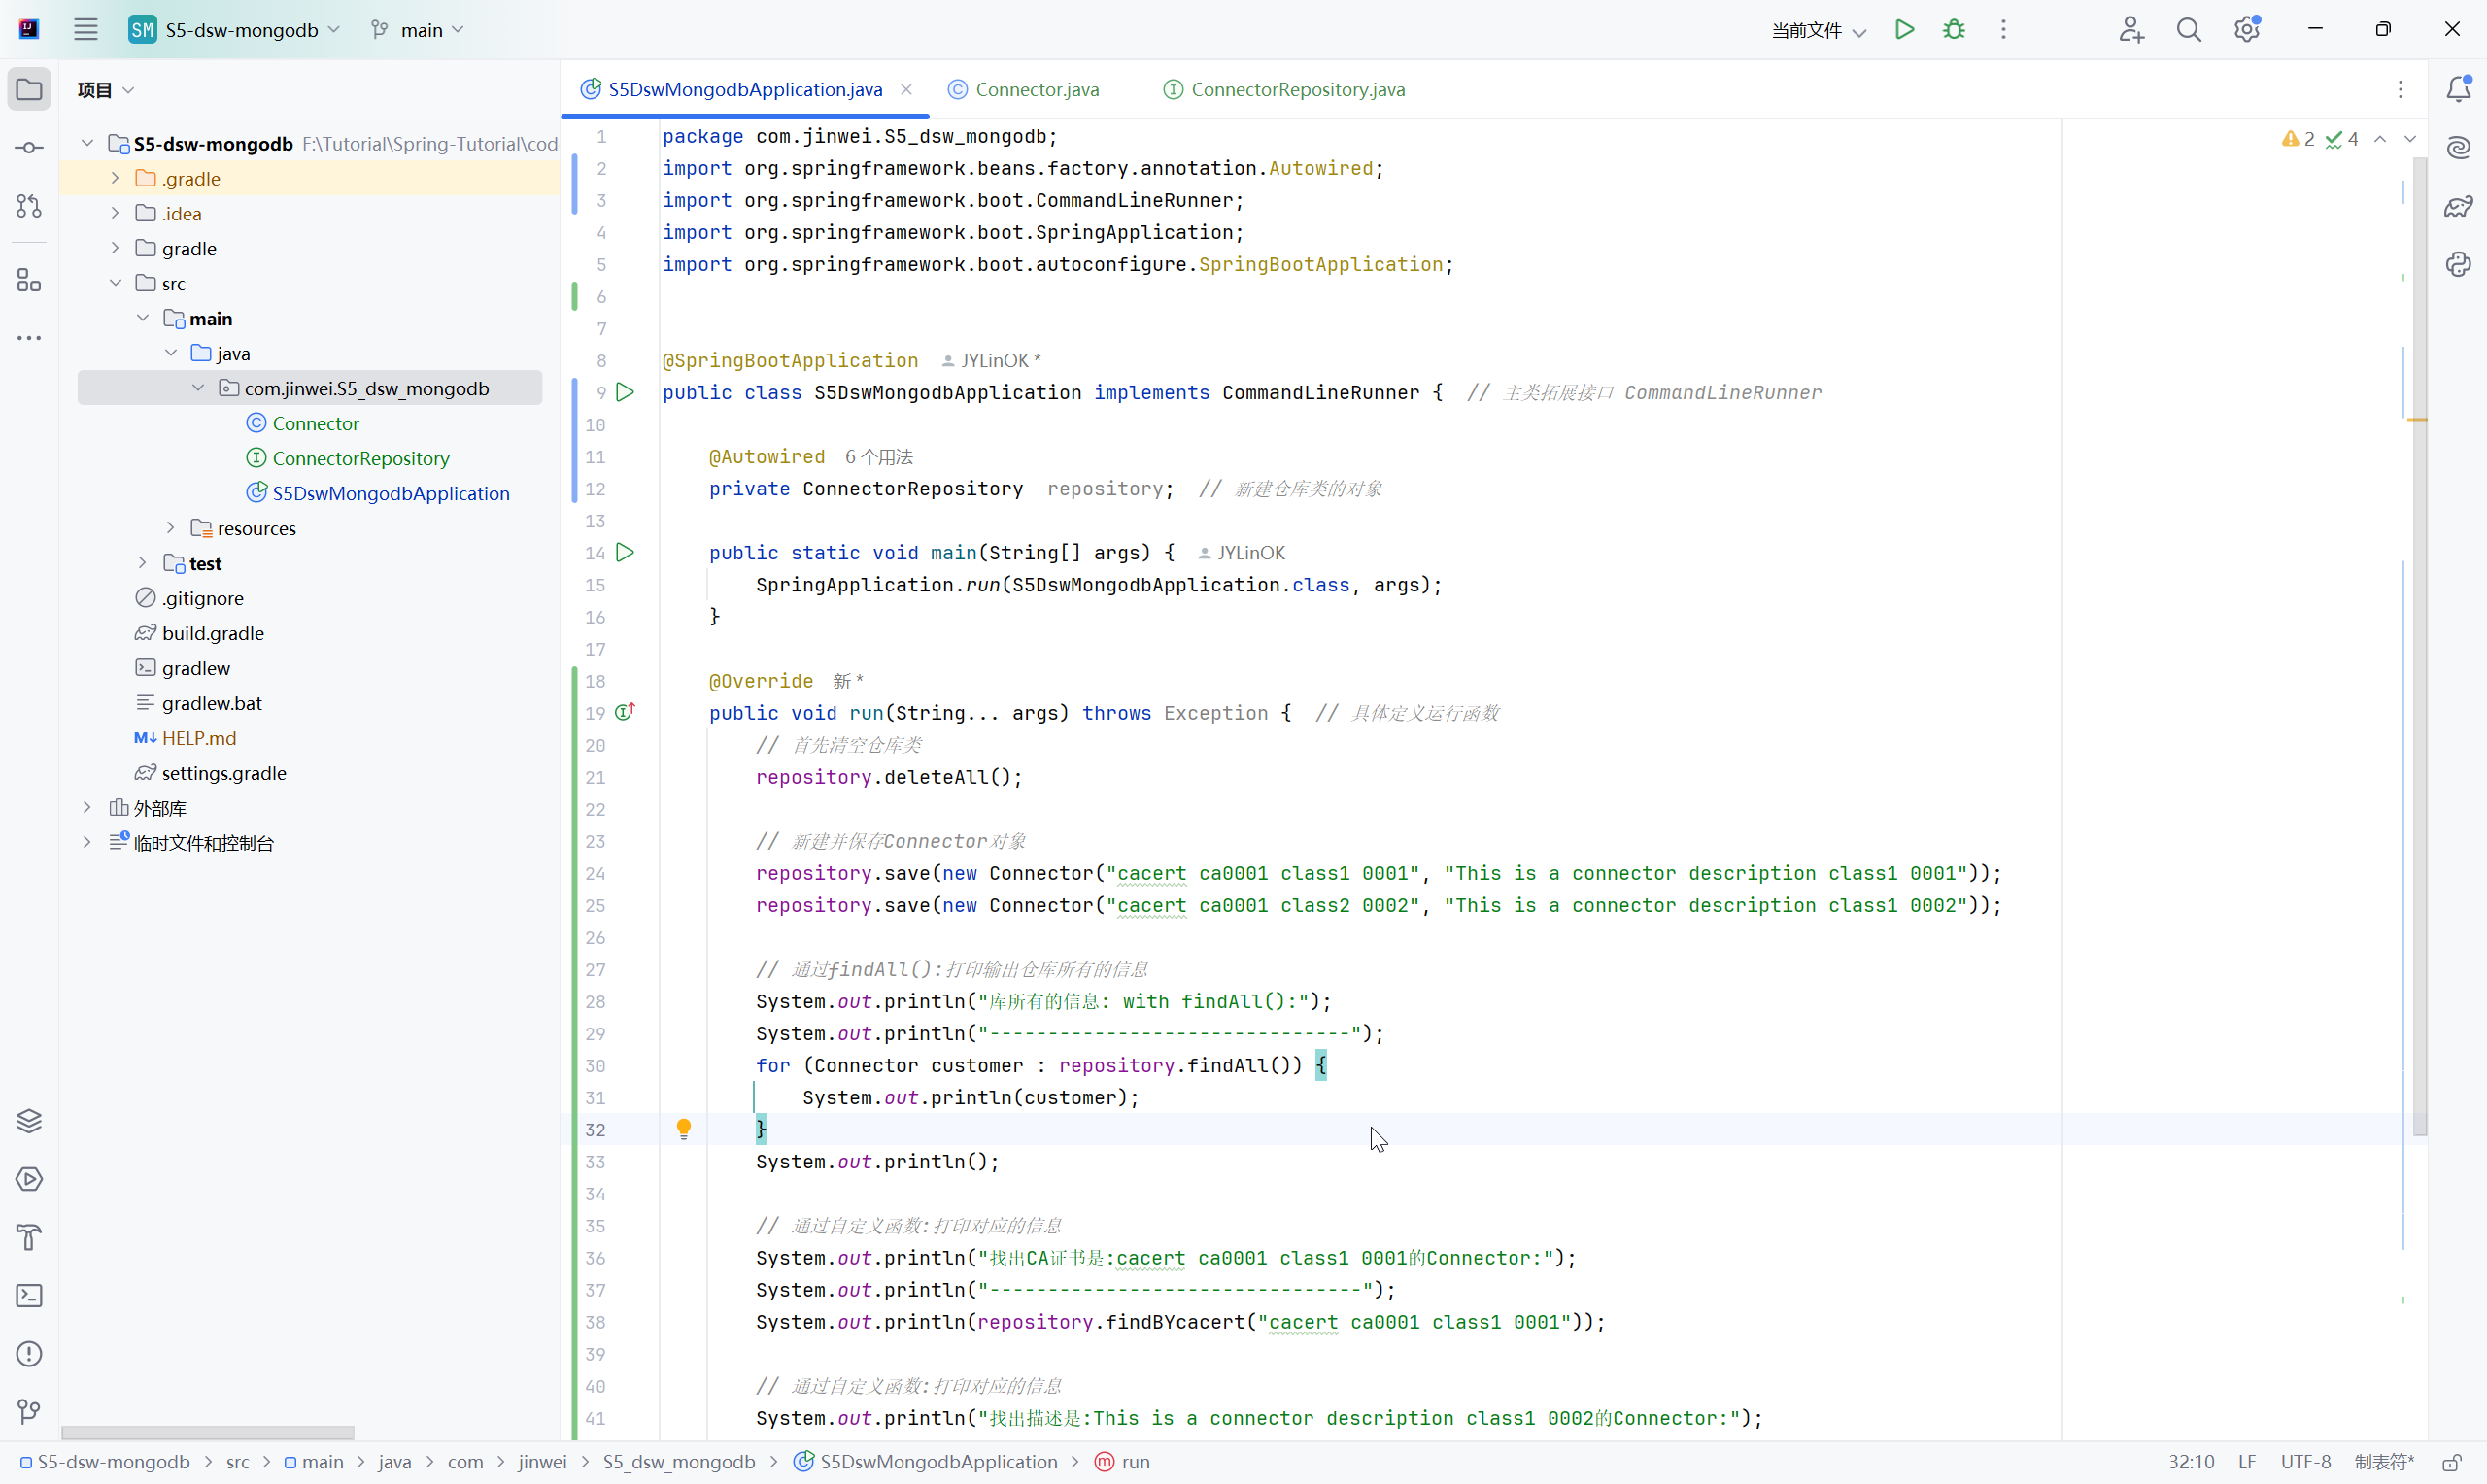 SM S5-dsw-mongodb main 当前文件
项目
S5-dsw-mongodb F:\Tutorial\Spring-Tutorial\cod
.gradle
.idea
gradle
src
main
java
com.jinwei.S5_dsw_mongodb
Connector
ConnectorRepository
S5DswMongodbApplication
resources
test
.gitignore
build.gradle
gradlew
gradlew.bat
M↓ HELP.md
settings.gradle
外部库
临时文件和控制台
S5DswMongodbApplication.java Connector.java ConnectorRepository.java
2 4
1 package com.jinwei.S5_dsw_mongodb;
2 import org.springframework.beans.factory.annotation.Autowired;
3 import org.springframework.boot.CommandLineRunner;
4 import org.springframework.boot.SpringApplication;
5 import org.springframework.boot.autoconfigure.SpringBootApplication;
6
7
8 @SpringBootApplication JYLinOK *
9 public class S5DswMongodbApplication implements CommandLineRunner { // 主类拓展接口 CommandLineRunner
10
11 @Autowired 6 个用法
12 private ConnectorRepository repository; // 新建仓库类的对象
13
14 public static void main(String[] args) { JYLinOK
15 SpringApplication.run(S5DswMongodbApplication.class, args);
16 }
17
18 @Override 新 *
19 public void run(String... args) throws Exception { // 具体定义运行函数
20 // 首先清空仓库类
21 repository.deleteAll();
22
23 // 新建并保存Connector对象
24 repository.save(new Connector("cacert ca0001 class1 0001", "This is a connector description class1 0001"));
25 repository.save(new Connector("cacert ca0001 class2 0002", "This is a connector description class1 0002"));
26
27 // 通过findAll():打印输出仓库所有的信息
28 System.out.println("库所有的信息: with findAll():");
29 System.out.println("-------------------------------");
30 for (Connector customer : repository.findAll()) {
31 System.out.println(customer);
32 }
33 System.out.println();
34
35 // 通过自定义函数:打印对应的信息
36 System.out.println("找出CA证书是:cacert ca0001 class1 0001的Connector:");
37 System.out.println("--------------------------------");
38 System.out.println(repository.findBYcacert("cacert ca0001 class1 0001"));
39
40 // 通过自定义函数:打印对应的信息
41 System.out.println("找出描述是:This is a connector description class1 0002的Connector:");
S5-dsw-mongodb > src > main > java > com > jinwei > S5_dsw_mongodb > S5DswMongodbApplication > m run
32:10 LF UTF-8 制表符*